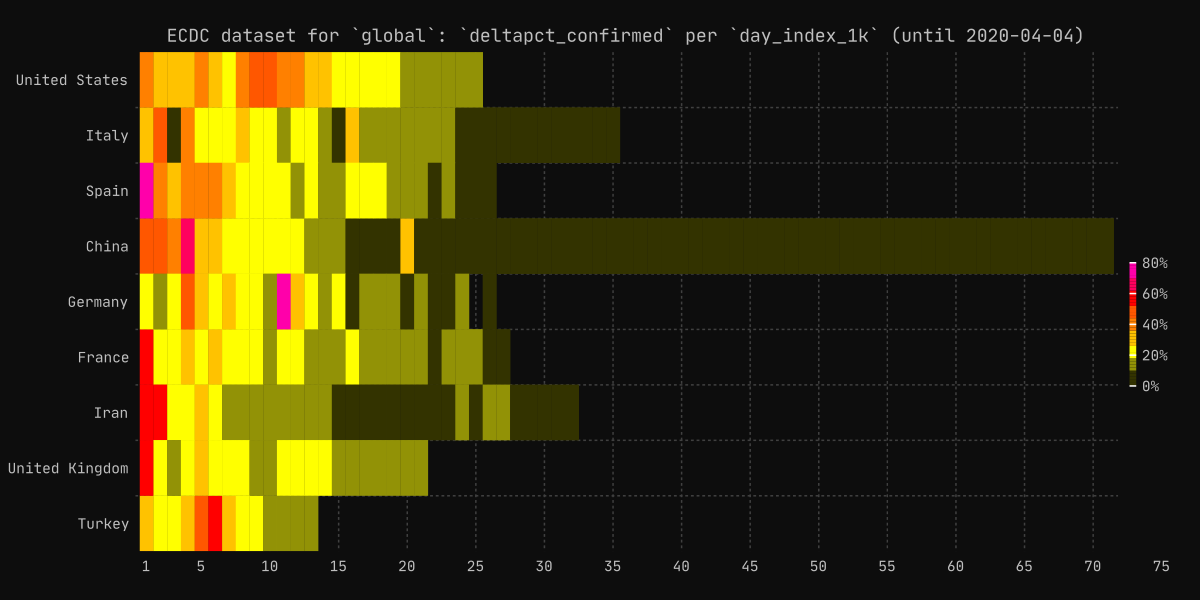 ECDC dataset for `global`: `deltapct_confirmed` per `day_index_1k` (until 2020-04-04)
United States
Italy
Spain
China
Germany
France
Iran
United Kingdom
Turkey
1 5 10 15 20 25 30 35 40 45 50 55 60 65 70 75
80%
60%
40%
20%
0%